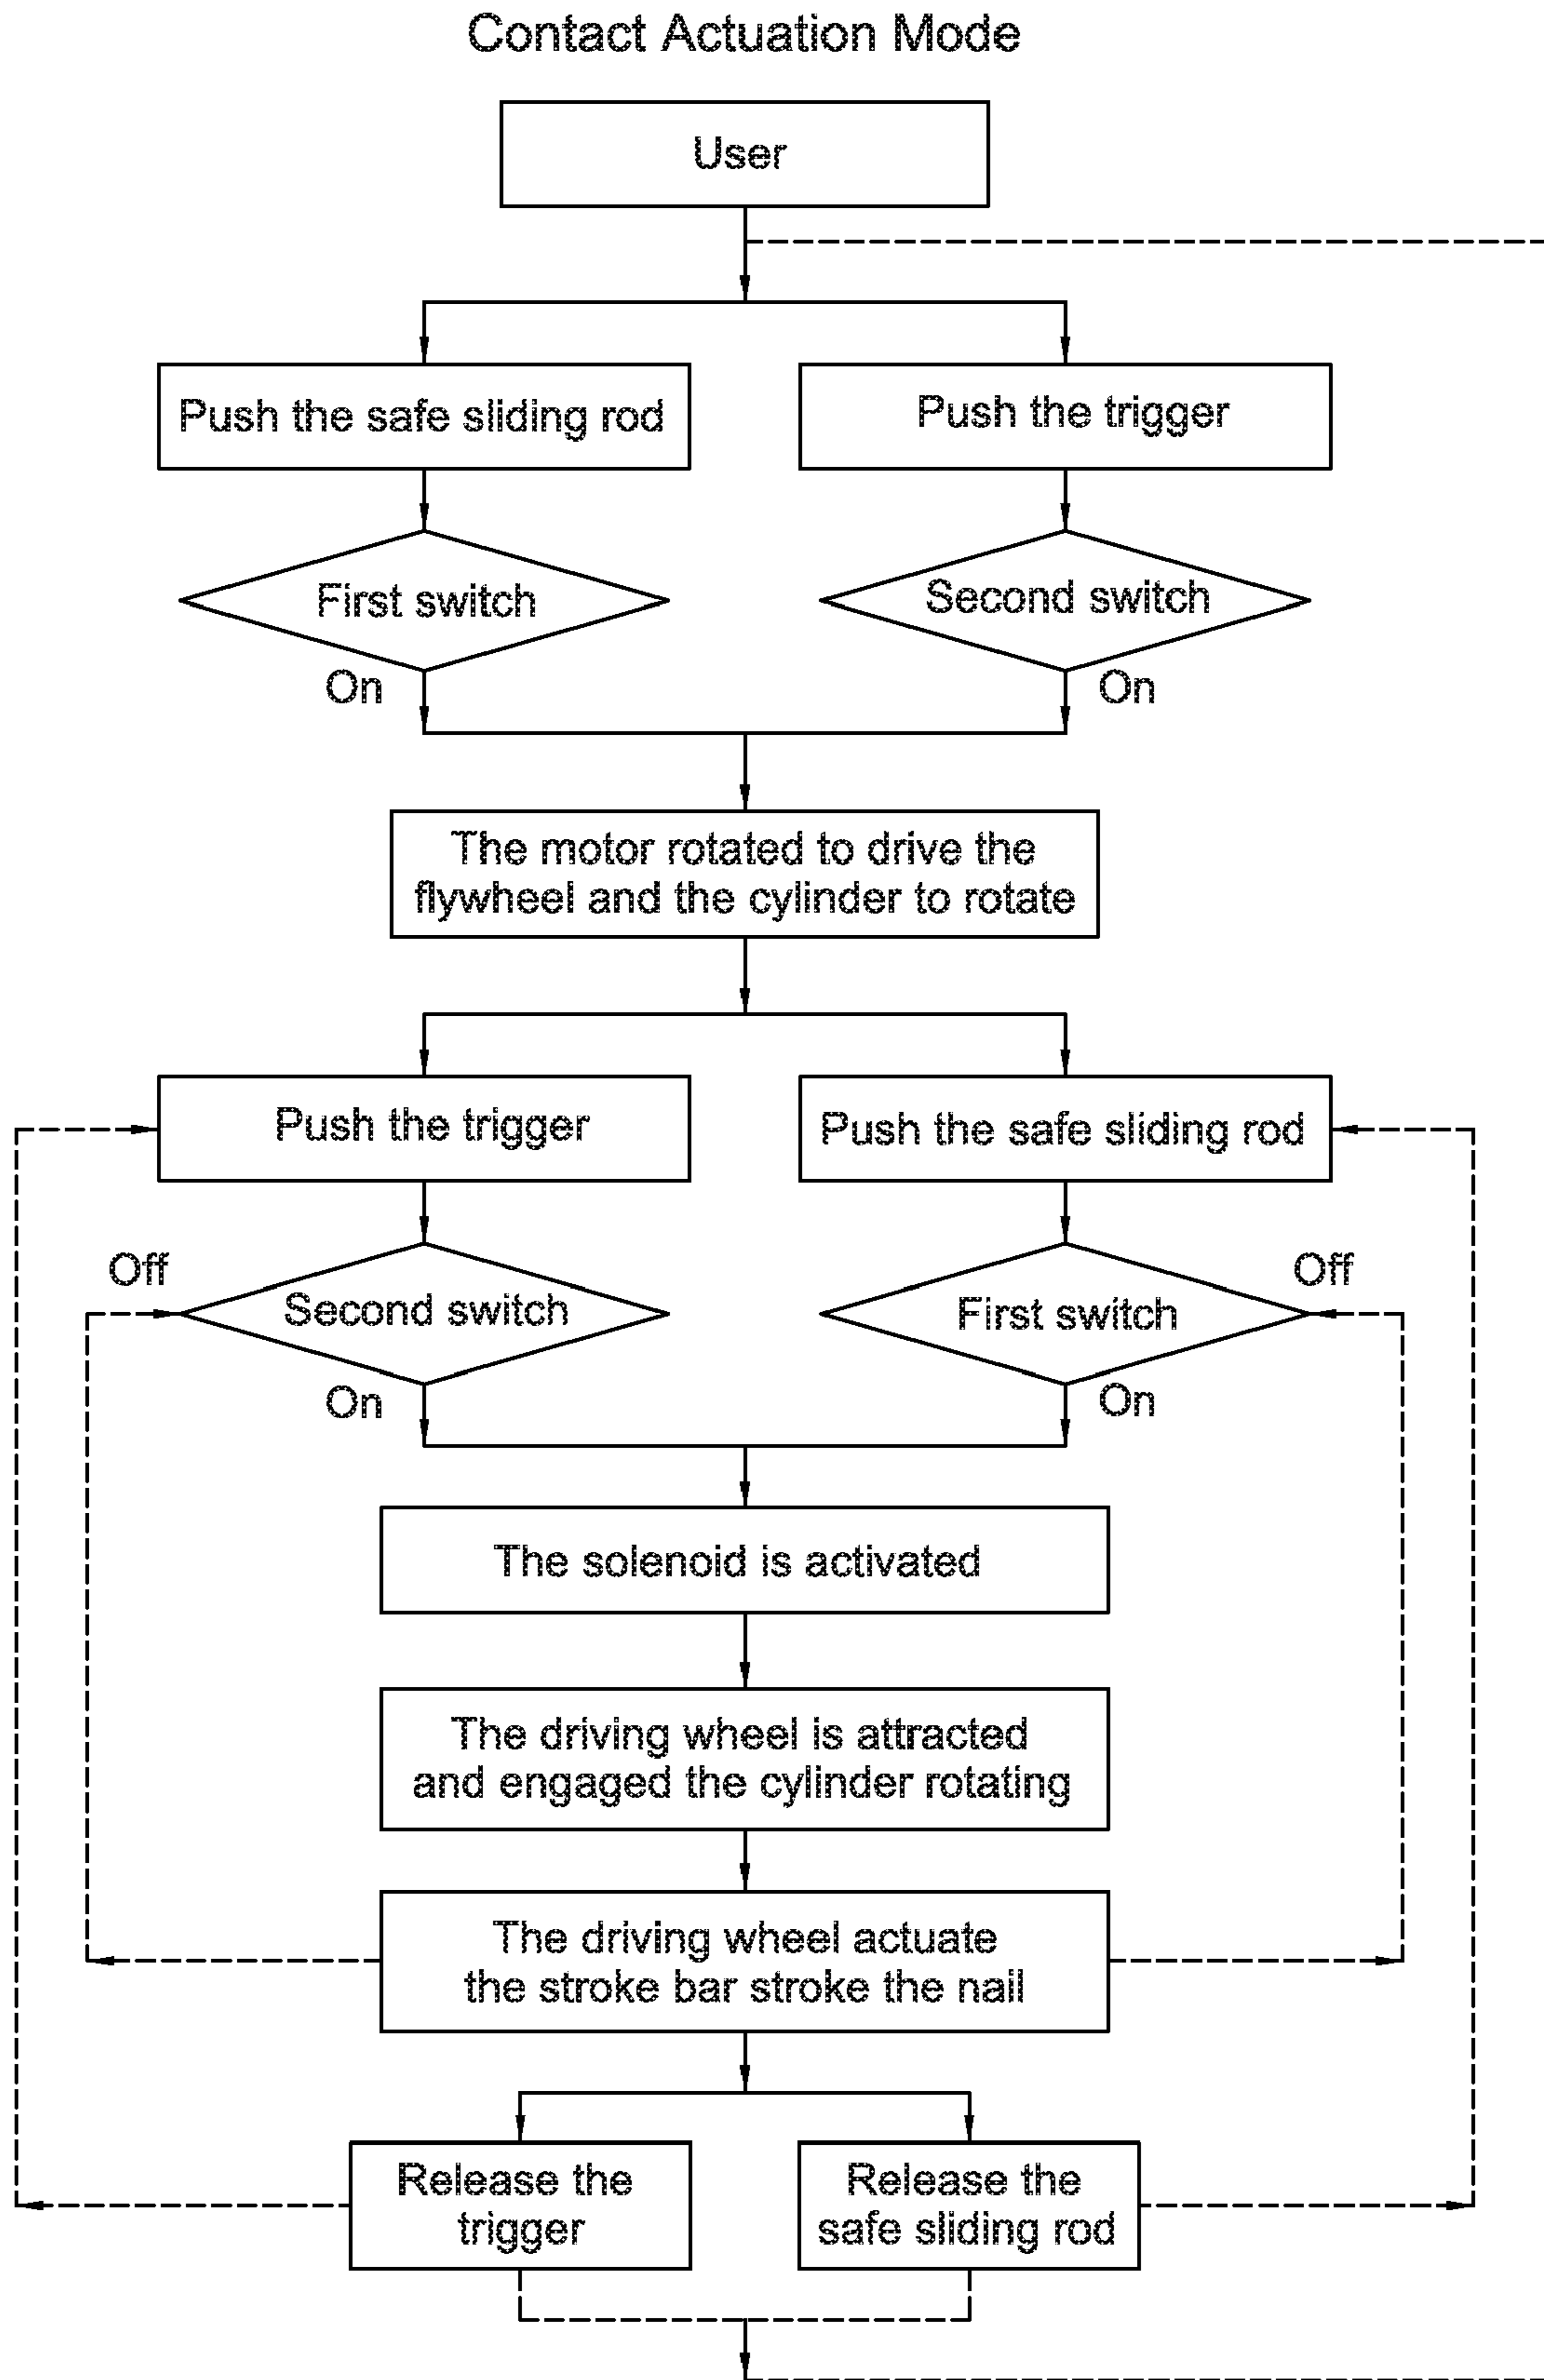 Contact Actuation Mode
User
Push the safe sliding rod
Push the trigger
First switch
Second switch
On
On
The motor rotated to drive the
flywheel and the cylinder to rotate
Push the trigger
Push the safe sliding rod
Off
Off
Second switch
First switch
On
On
The solenoid is activated
The driving wheel is attracted
and engaged the cylinder rotating
The driving wheel actuate
the stroke bar stroke the nail
Release the
trigger
Release the
safe sliding rod